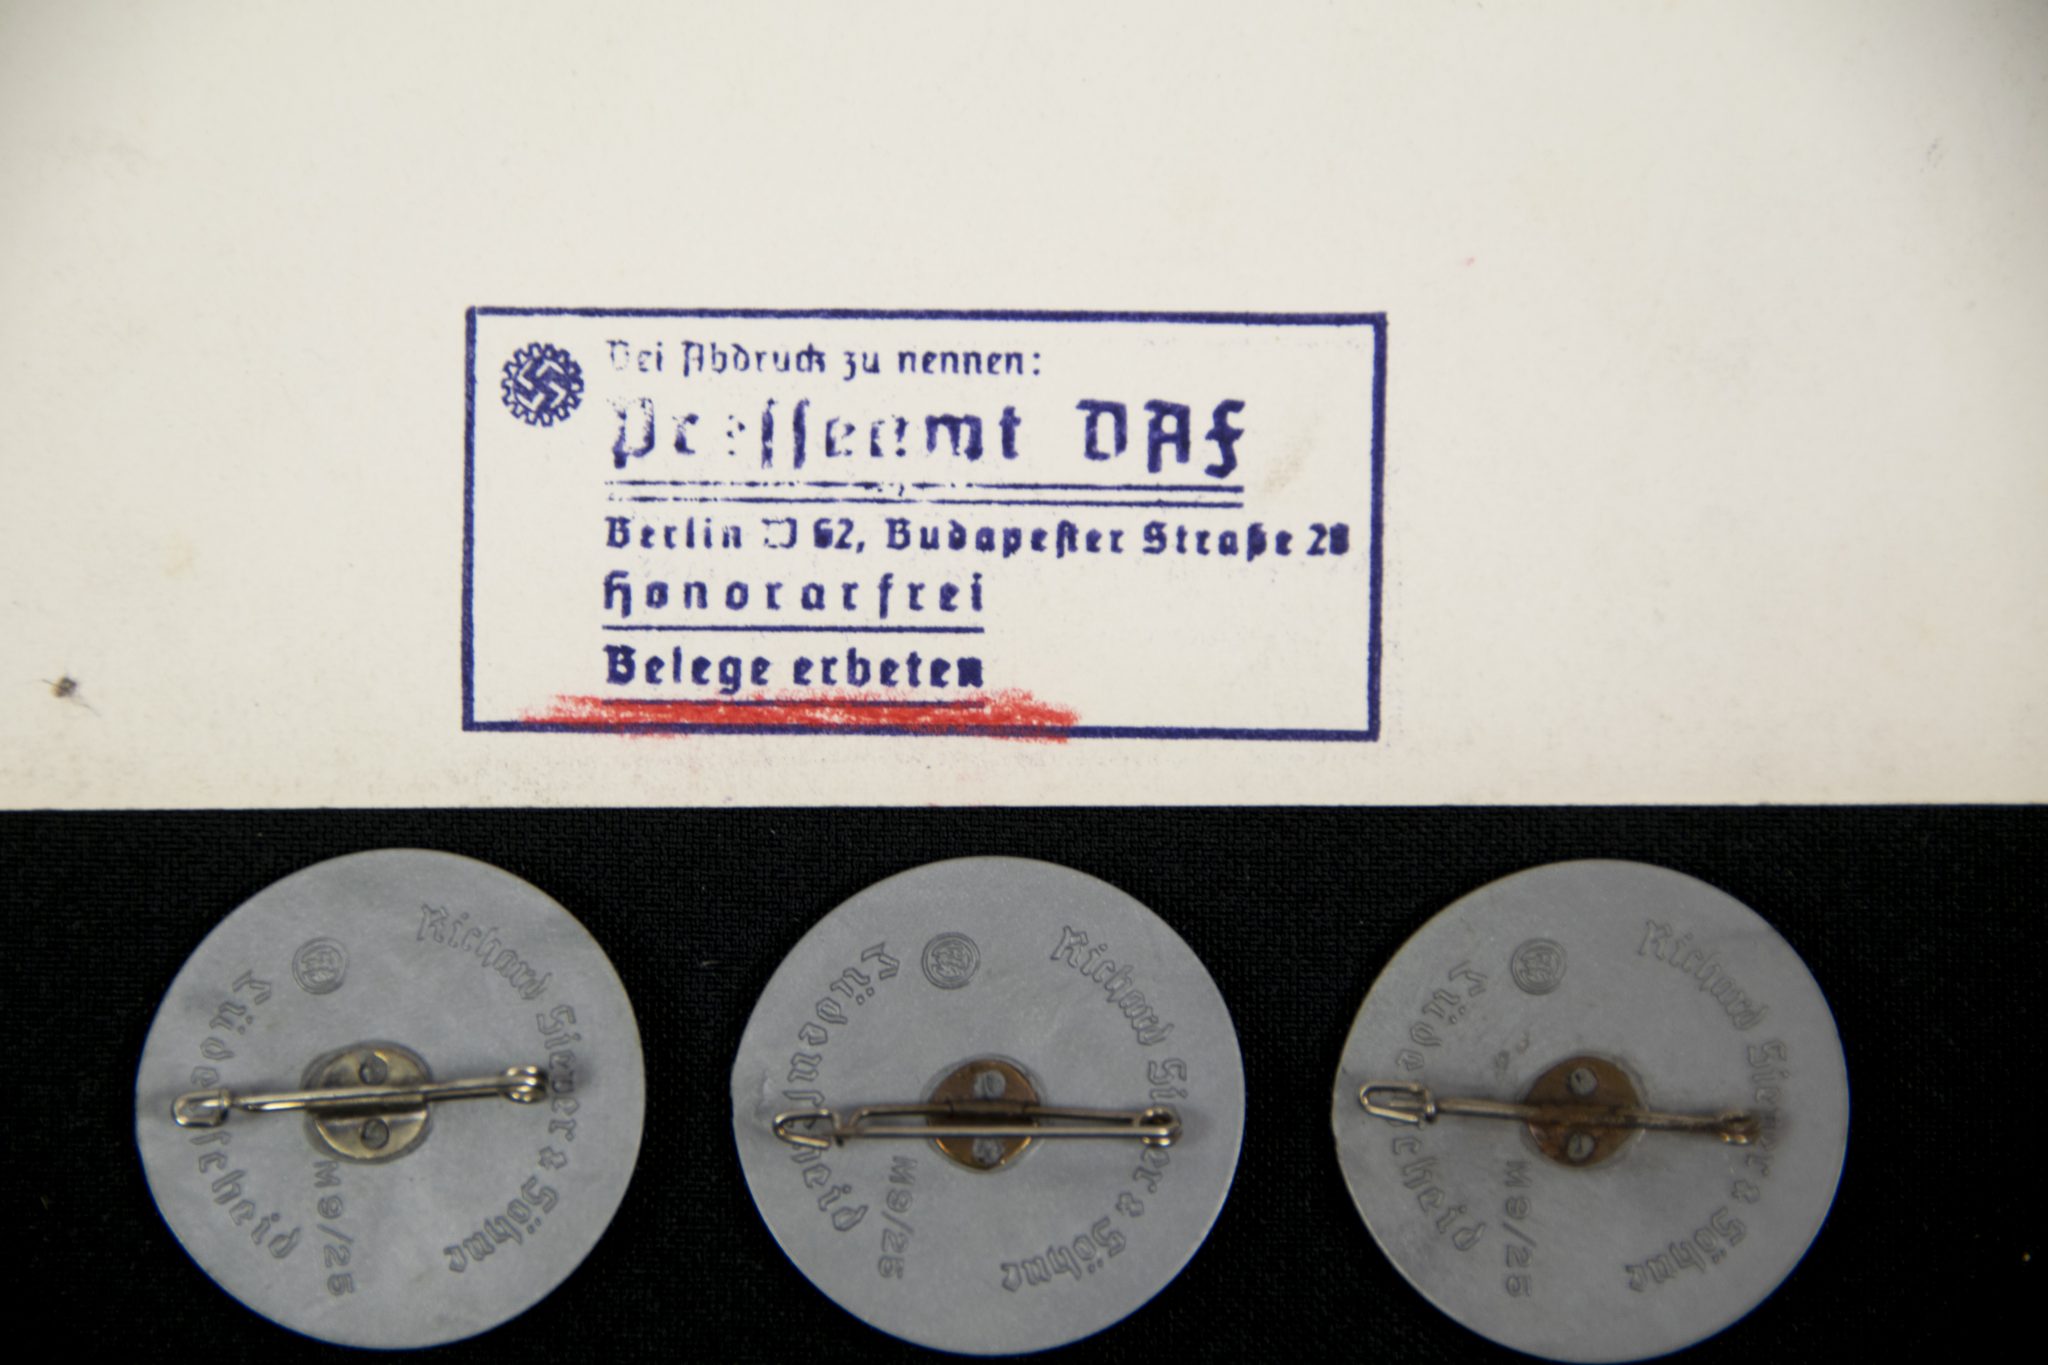 Bei Abdruck zu nennen:
Presseamt DAF
Berlin W 62, Budapester Straße 28
Honorarfrei
Belege erbeten
Richard Sieper & Söhne
Lüdenscheid
M9/25
Richard Sieper & Söhne
Lüdenscheid
M9/25
Richard Sieper & Söhne
Lüdenscheid
M9/25